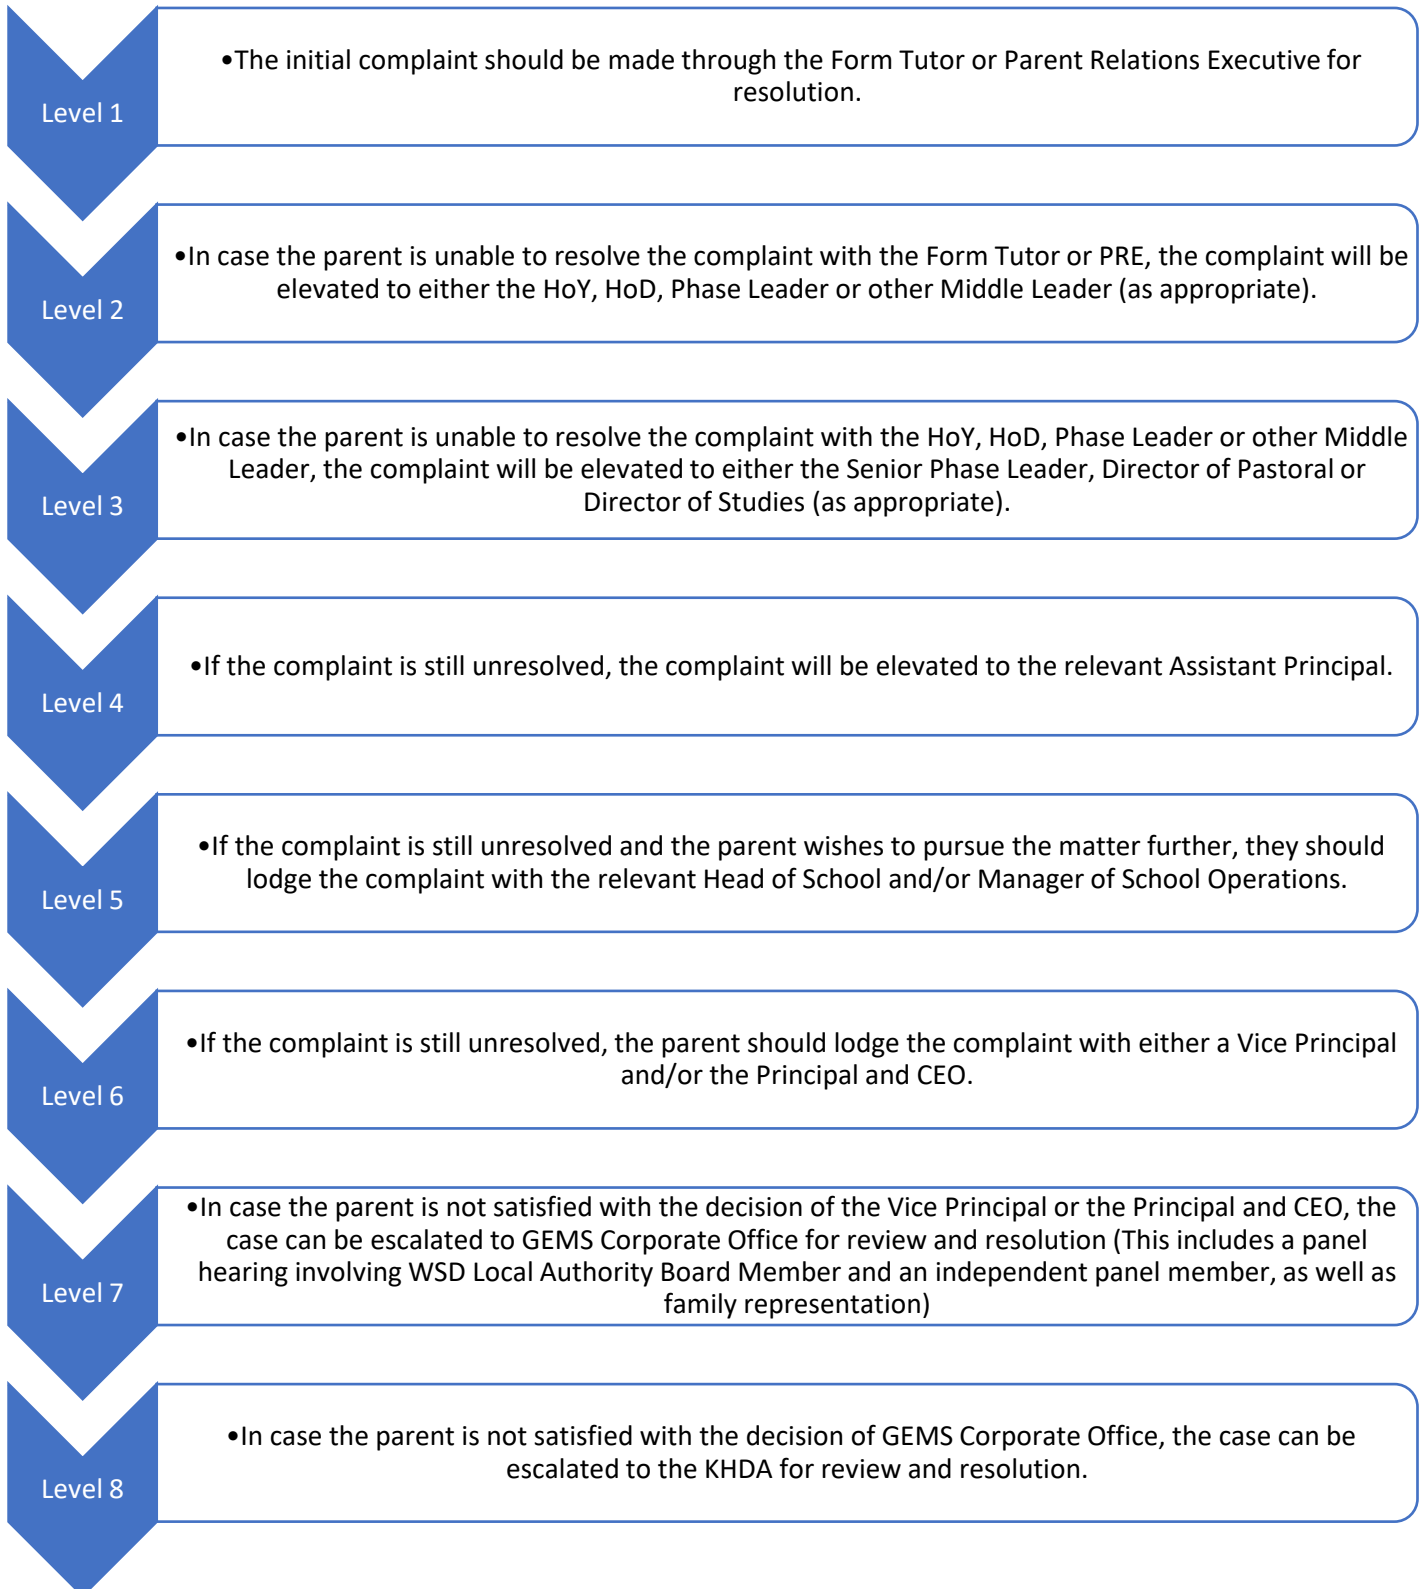 Level 1
•The initial complaint should be made through the Form Tutor or Parent Relations Executive for
resolution.
Level 2
•In case the parent is unable to resolve the complaint with the Form Tutor or PRE, the complaint will be
elevated to either the HoY, HoD, Phase Leader or other Middle Leader (as appropriate).
Level 3
•In case the parent is unable to resolve the complaint with the HoY, HoD, Phase Leader or other Middle
Leader, the complaint will be elevated to either the Senior Phase Leader, Director of Pastoral or
Director of Studies (as appropriate).
Level 4
•If the complaint is still unresolved, the complaint will be elevated to the relevant Assistant Principal.
Level 5
•If the complaint is still unresolved and the parent wishes to pursue the matter further, they should
lodge the complaint with the relevant Head of School and/or Manager of School Operations.
Level 6
•If the complaint is still unresolved, the parent should lodge the complaint with either a Vice Principal
and/or the Principal and CEO.
Level 7
•In case the parent is not satisfied with the decision of the Vice Principal or the Principal and CEO, the
case can be escalated to GEMS Corporate Office for review and resolution (This includes a panel
hearing involving WSD Local Authority Board Member and an independent panel member, as well as
family representation)
Level 8
•In case the parent is not satisfied with the decision of GEMS Corporate Office, the case can be
escalated to the KHDA for review and resolution.